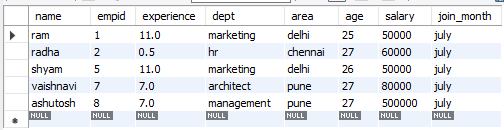 name empid experience dept area age salary join_month
ram 1 11.0 marketing delhi 25 50000 july
radha 2 0.5 hr chennai 27 60000 july
shyam 5 11.0 marketing delhi 26 50000 july
vaishnavi 7 7.0 architect pune 27 80000 july
ashutosh 8 7.0 management pune 27 500000 july
NULL NULL NULL NULL NULL NULL NULL NULL